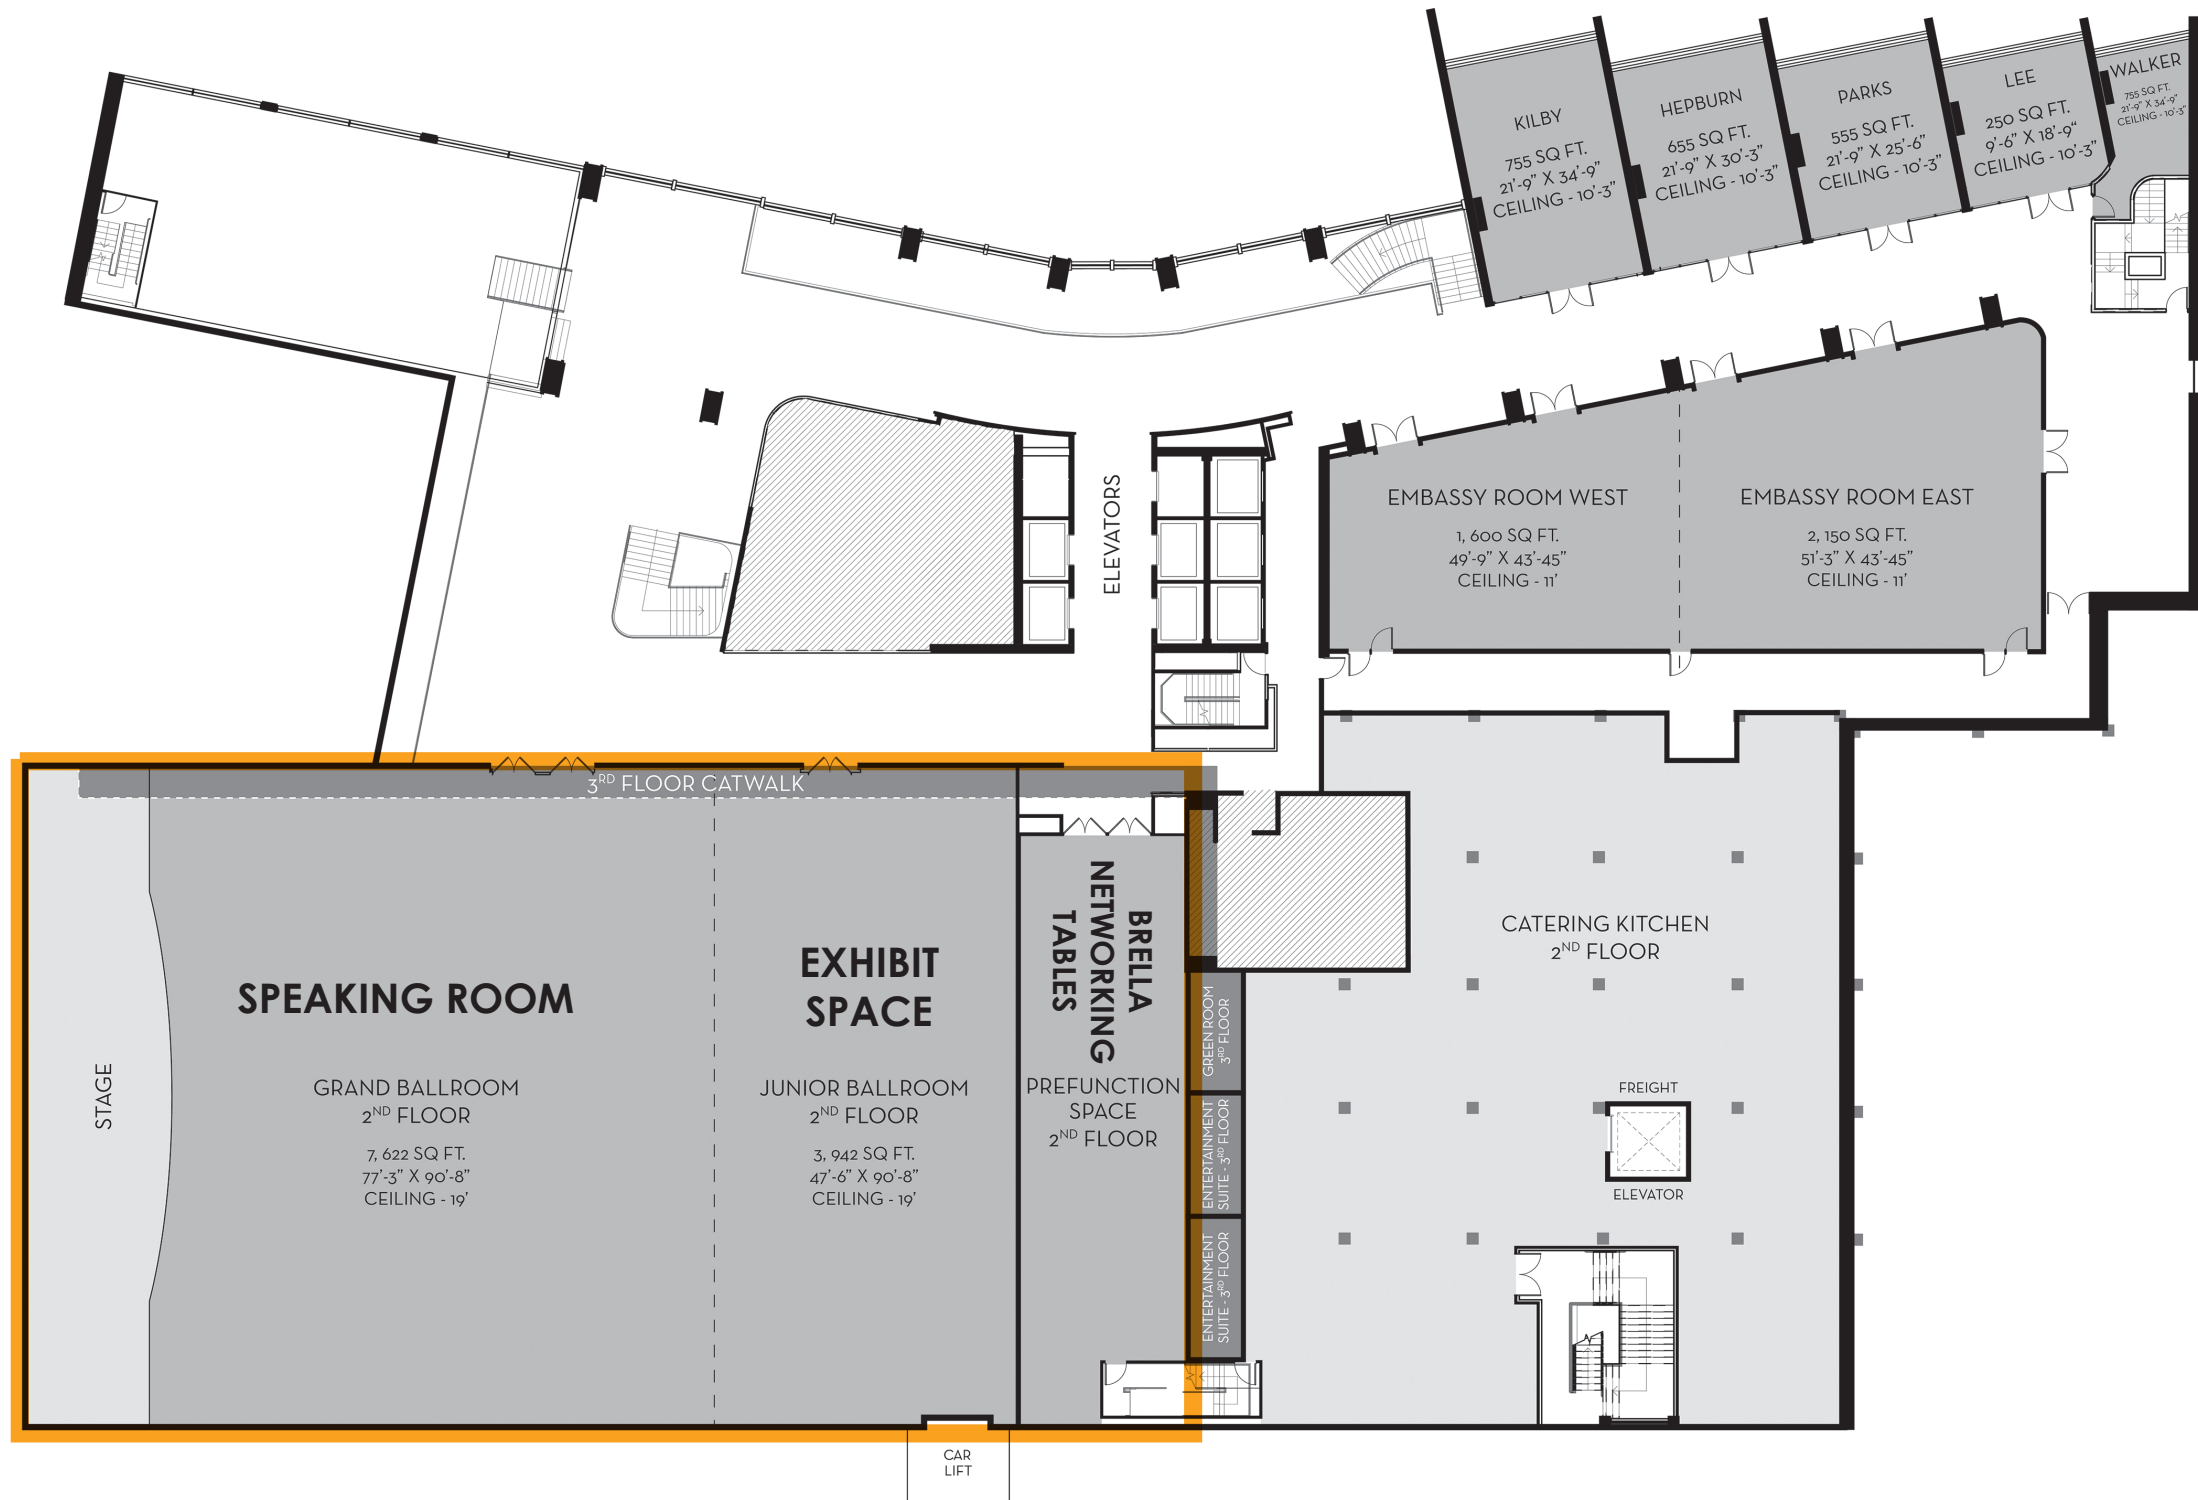 KILBY
755 SQ FT.
21'-9" X 34'-9"
CEILING - 10'-3"
HEPBURN
655 SQ FT.
21'-9" X 30'-3"
CEILING - 10'-3"
PARKS
555 SQ FT.
21'-9" X 25'-6"
CEILING - 10'-3"
LEE
250 SQ FT.
9'-6" X 18'-9"
CEILING - 10'-3"
WALKER
755 SQ FT.
21'-9" X 34'-9"
CEILING - 10'-3"
ELEVATORS
EMBASSY ROOM WEST
1, 600 SQ FT.
49'-9" X 43'-45"
CEILING - 11'
EMBASSY ROOM EAST
2, 150 SQ FT.
51'-3" X 43'-45"
CEILING - 11'
3RD FLOOR CATWALK
STAGE
SPEAKING ROOM
GRAND BALLROOM
2ND FLOOR
7, 622 SQ FT.
77'-3" X 90'-8"
CEILING - 19'
EXHIBIT
SPACE
JUNIOR BALLROOM
2ND FLOOR
3, 942 SQ FT.
47'-6" X 90'-8"
CEILING - 19'
BRELLA
NETWORKING
TABLES
PREFUNCTION
SPACE
2ND FLOOR
GREEN ROOM
3RD FLOOR
ENTERTAINMENT
SUITE - 3RD FLOOR
ENTERTAINMENT
SUITE - 3RD FLOOR
CATERING KITCHEN
2ND FLOOR
FREIGHT
ELEVATOR
CAR
LIFT